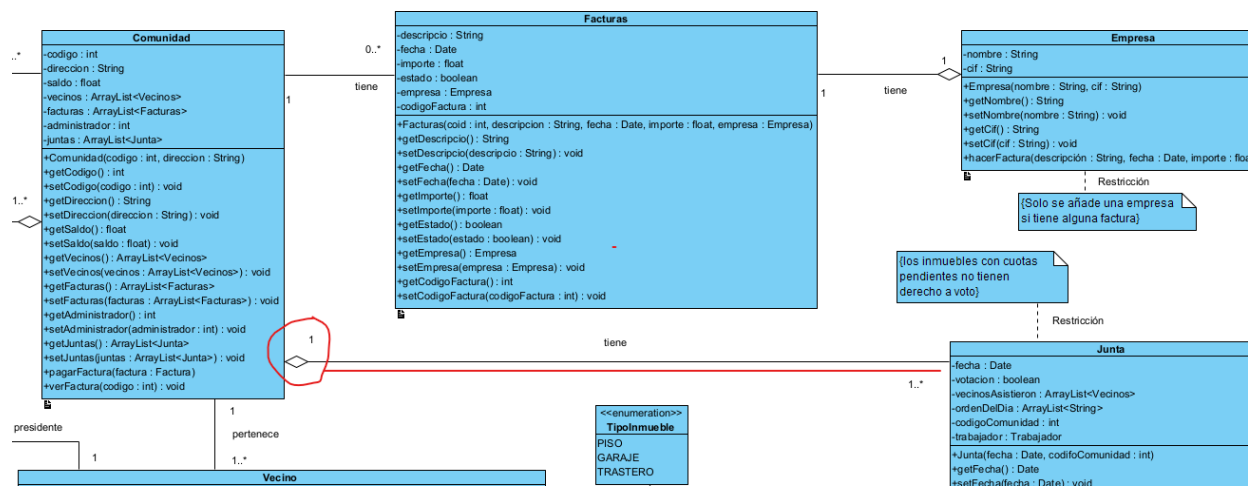 Comunidad
-codigo : int
-direccion : String
-saldo : float
-vecinos : ArrayList<Vecinos>
-facturas : ArrayList<Facturas>
-administrador : int
-juntas : ArrayList<Junta>
+Comunidad(codigo : int, direccion : String)
+getCodigo() : int
+setCodigo(codigo : int) : void
+getDireccion() : String
+setDireccion(direccion : String) : void
+getSaldo() : float
+setSaldo(saldo : float) : void
+getVecinos() : ArrayList<Vecinos>
+setVecinos(vecinos : ArrayList<Vecinos>) : void
+getFacturas() : ArrayList<Facturas>
+setFacturas(facturas : ArrayList<Facturas>) : void
+getAdministrador() : int
+setAdministrador(administrador : int) : void
+getJuntas() : ArrayList<Junta>
+setJuntas(juntas : ArrayList<Junta>) : void
+pagarFactura(factura : Factura)
+verFactura(codigo : int) : void
..*
1..*
0..*
1
tiene
Facturas
-descripcio : String
-fecha : Date
-importe : float
-estado : boolean
-empresa : Empresa
-codigoFactura : int
+Facturas(coid : int, descripcion : String, fecha : Date, importe : float, empresa : Empresa)
+getDescripcio() : String
+setDescripcio(descripcio : String) : void
+getFecha() : Date
+setFecha(fecha : Date) : void
+getImporte() : float
+setImporte(importe : float) : void
+getEstado() : boolean
+setEstado(estado : boolean) : void
+getEmpresa() : Empresa
+setEmpresa(empresa : Empresa) : void
+getCodigoFactura() : int
+setCodigoFactura(codigoFactura : int) : void
1
1
tiene
Empresa
-nombre : String
-cif : String
+Empresa(nombre : String, cif : String)
+getNombre() : String
+setNombre(nombre : String) : void
+getCif() : String
+setCif(cif : String) : void
+hacerFactura(descripción : String, fecha : Date, importe : floa
Restricción
{Solo se añade una empresa
si tiene alguna factura}
{los inmuebles con cuotas
pendientes no tienen
derecho a voto}
Restricción
1
tiene
1..*
Junta
-fecha : Date
-votacion : boolean
-vecinosAsistieron : ArrayList<Vecinos>
-ordenDelDia : ArrayList<String>
-codigoComunidad : int
-trabajador : Trabajador
+Junta(fecha : Date, codifoComunidad : int)
+getFecha() : Date
+setFecha(fecha : Date) : void
<<enumeration>>
TipoInmueble
PISO
GARAJE
TRASTERO
presidente
1
1
pertenece
1..*
Vecino